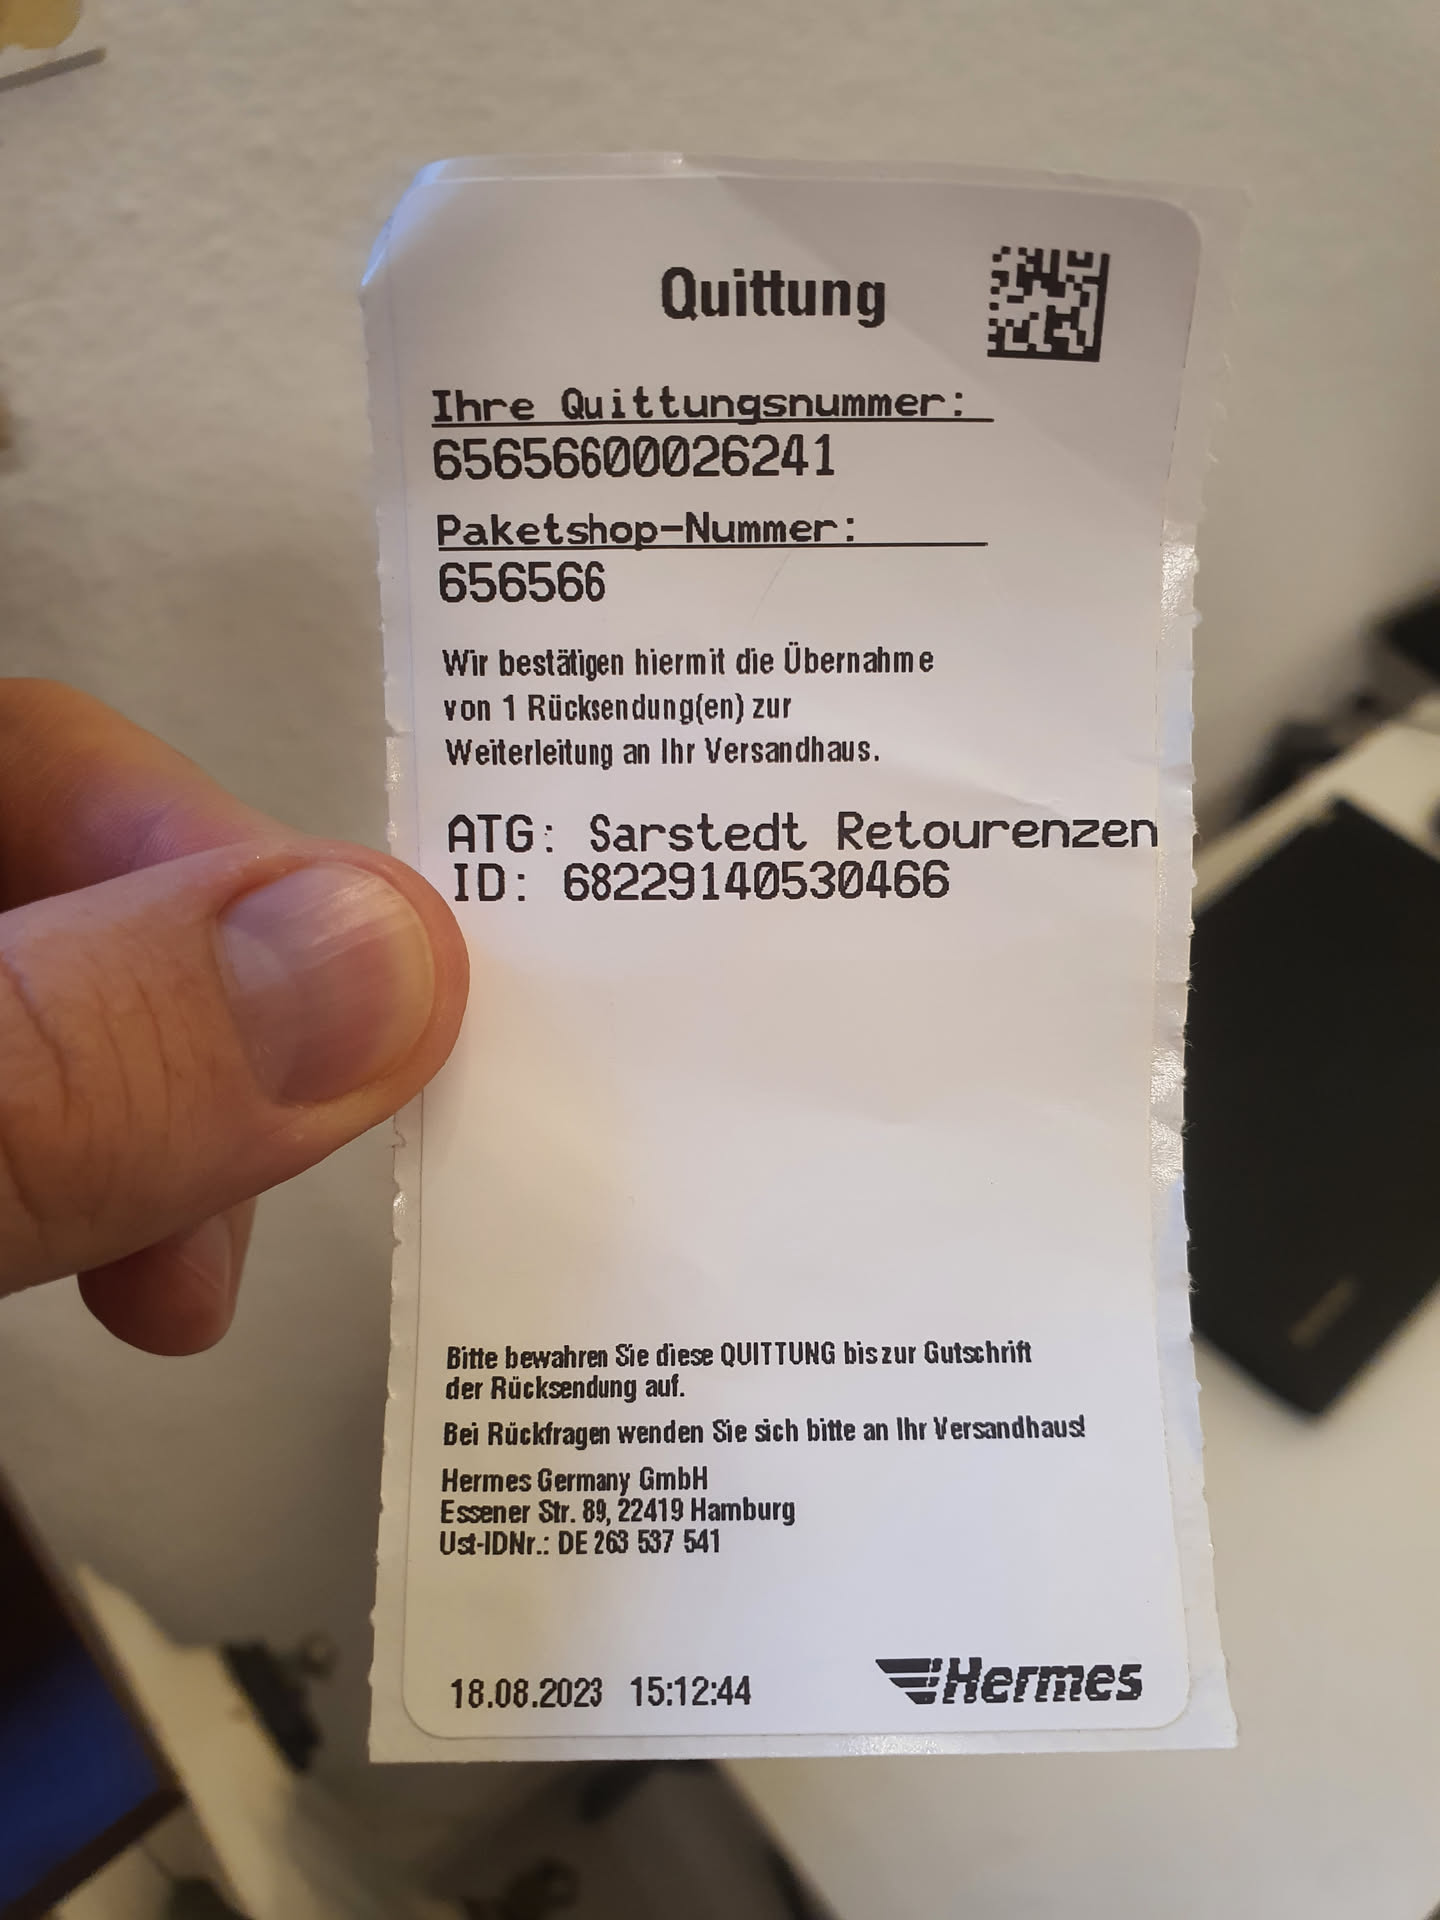 Quittung
Ihre Quittungsnummer:
65656600026241
Paketshop-Nummer:
656566
Wir bestätigen hiermit die Übernahme
von 1 Rücksendung(en) zur
Weiterleitung an Ihr Versandhaus.
ATG: Sarstedt Retourenzen
ID: 68229140530466
Bitte bewahren Sie diese QUITTUNG bis zur Gutschrift
der Rücksendung auf.
Bei Rückfragen wenden Sie sich bitte an Ihr Versandhaus!
Hermes Germany GmbH
Essener Str. 89, 22419 Hamburg
Ust-IDNr.: DE 263 537 541
18.08.2023 15:12:44
Hermes